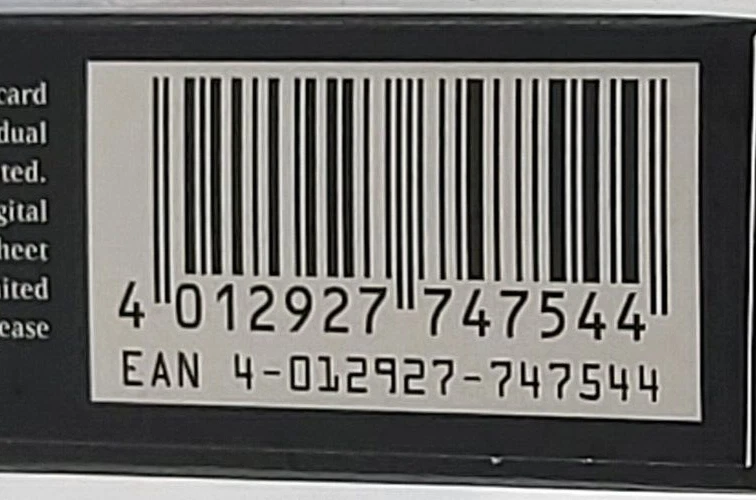 card
dual
ted.
gital
heet
ited
ease
4 012927 747544
EAN 4-012927-747544